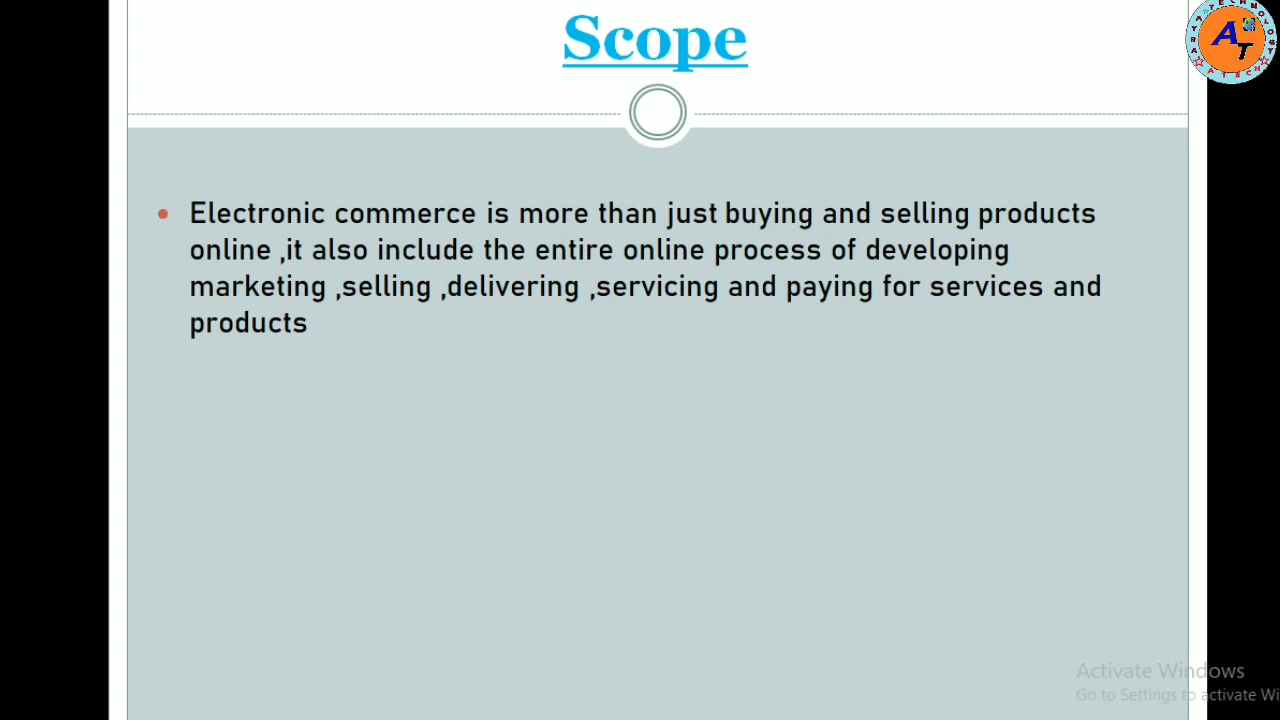 Scope
Electronic commerce is more than just buying and selling products
online ,it also include the entire online process of developing
marketing ,selling ,delivering ,servicing and paying for services and
products
AT
ATECH
Activate Windows
Go to Settings to activate Wi